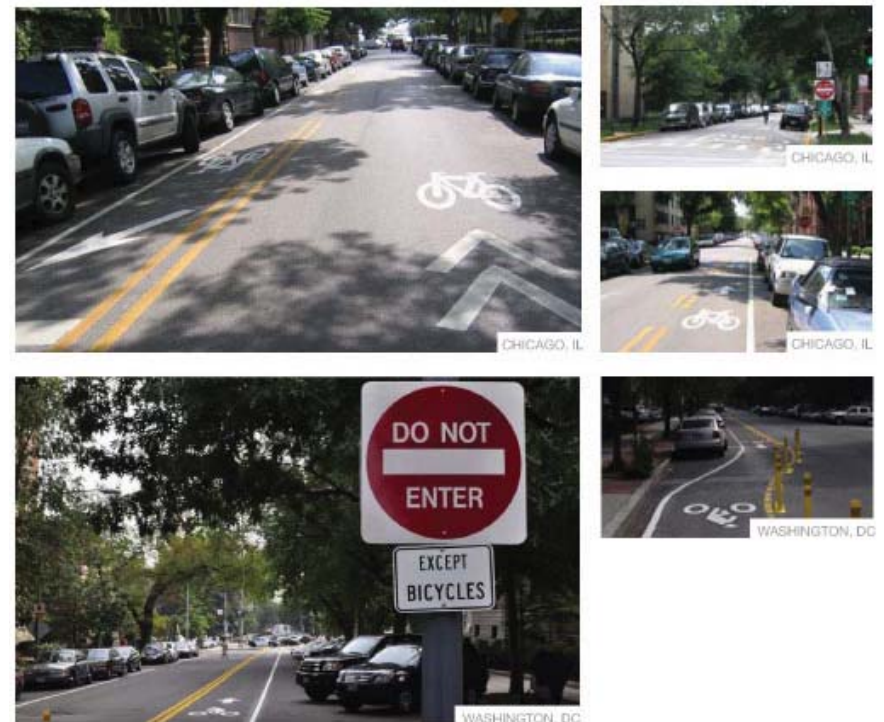 CHICAGO, IL
CHICAGO, IL
CHICAGO, IL
DO NOT
ENTER
EXCEPT
BICYCLES
WASHINGTON, DC
WASHINGTON, DC